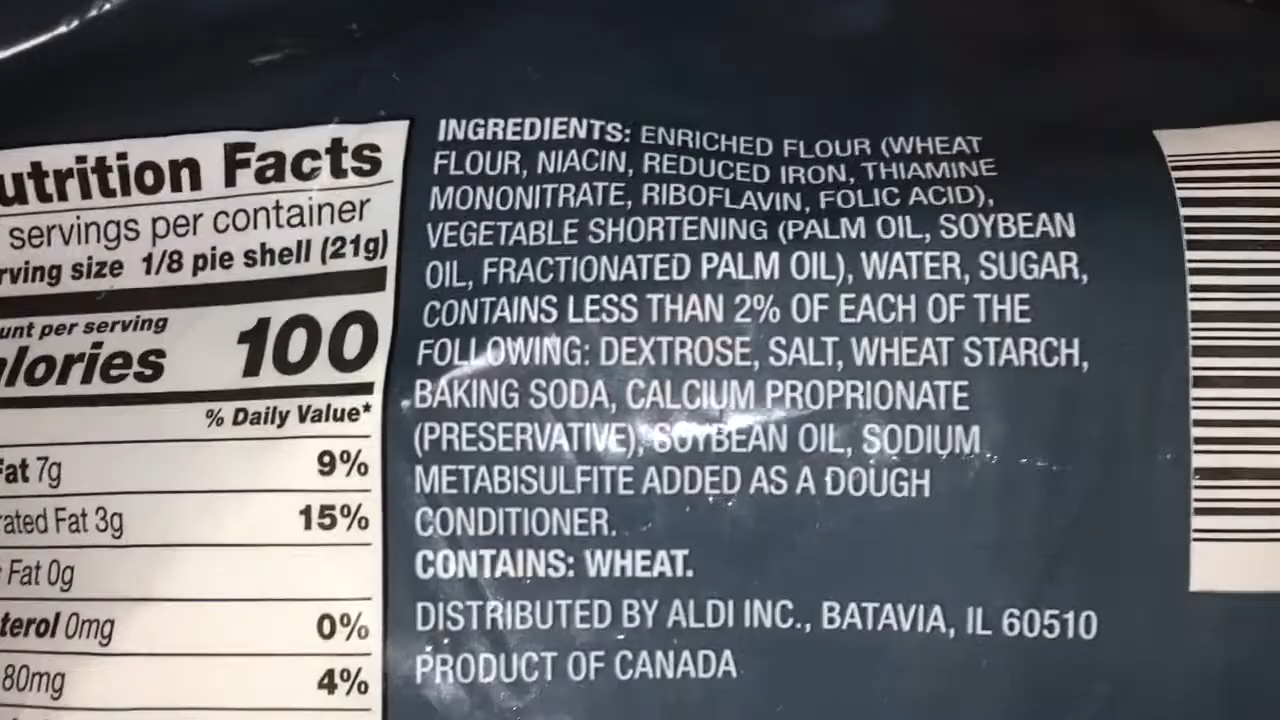 utrition Facts
servings per container
rving size 1/8 pie shell (21g)
unt per serving
lories 100
% Daily Value*
Fat 7g 9%
rated Fat 3g 15%
Fat 0g
terol 0mg 0%
80mg 4%
INGREDIENTS: ENRICHED FLOUR (WHEAT
FLOUR, NIACIN, REDUCED IRON, THIAMINE
MONONITRATE, RIBOFLAVIN, FOLIC ACID),
VEGETABLE SHORTENING (PALM OIL, SOYBEAN
OIL, FRACTIONATED PALM OIL), WATER, SUGAR,
CONTAINS LESS THAN 2% OF EACH OF THE
FOLLOWING: DEXTROSE, SALT, WHEAT STARCH,
BAKING SODA, CALCIUM PROPRIONATE
(PRESERVATIVE), SOYBEAN OIL, SODIUM
METABISULFITE ADDED AS A DOUGH
CONDITIONER.
CONTAINS: WHEAT.
DISTRIBUTED BY ALDI INC., BATAVIA, IL 60510
PRODUCT OF CANADA